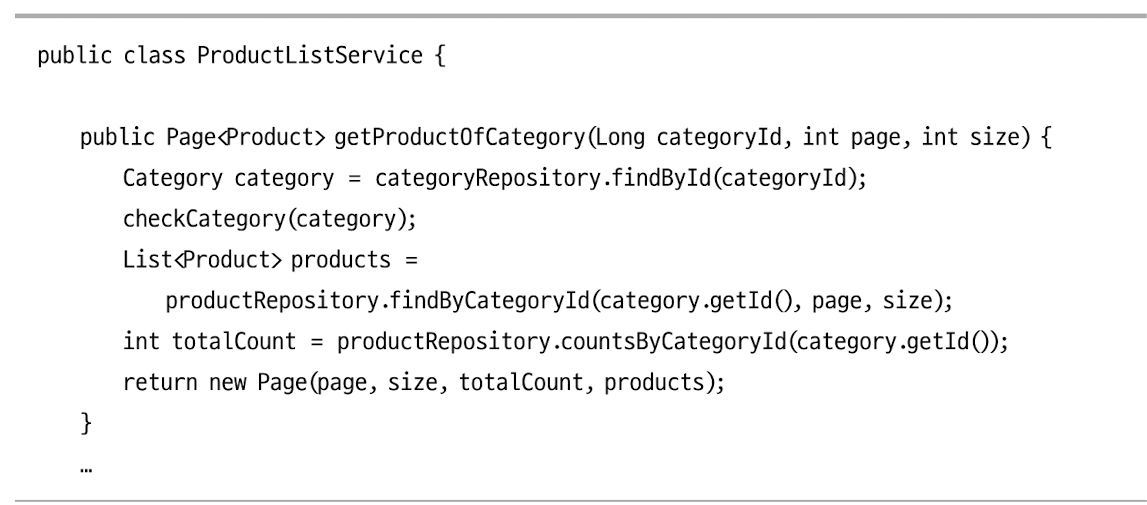 public class ProductListService {
public Page<Product> getProductOfCategory(Long categoryId, int page, int size) {
Category category = categoryRepository.findById(categoryId);
checkCategory(category);
List<Product> products =
productRepository.findByCategoryId(category.getId(), page, size);
int totalCount = productRepository.countsByCategoryId(category.getId());
return new Page(page, size, totalCount, products);
}
…